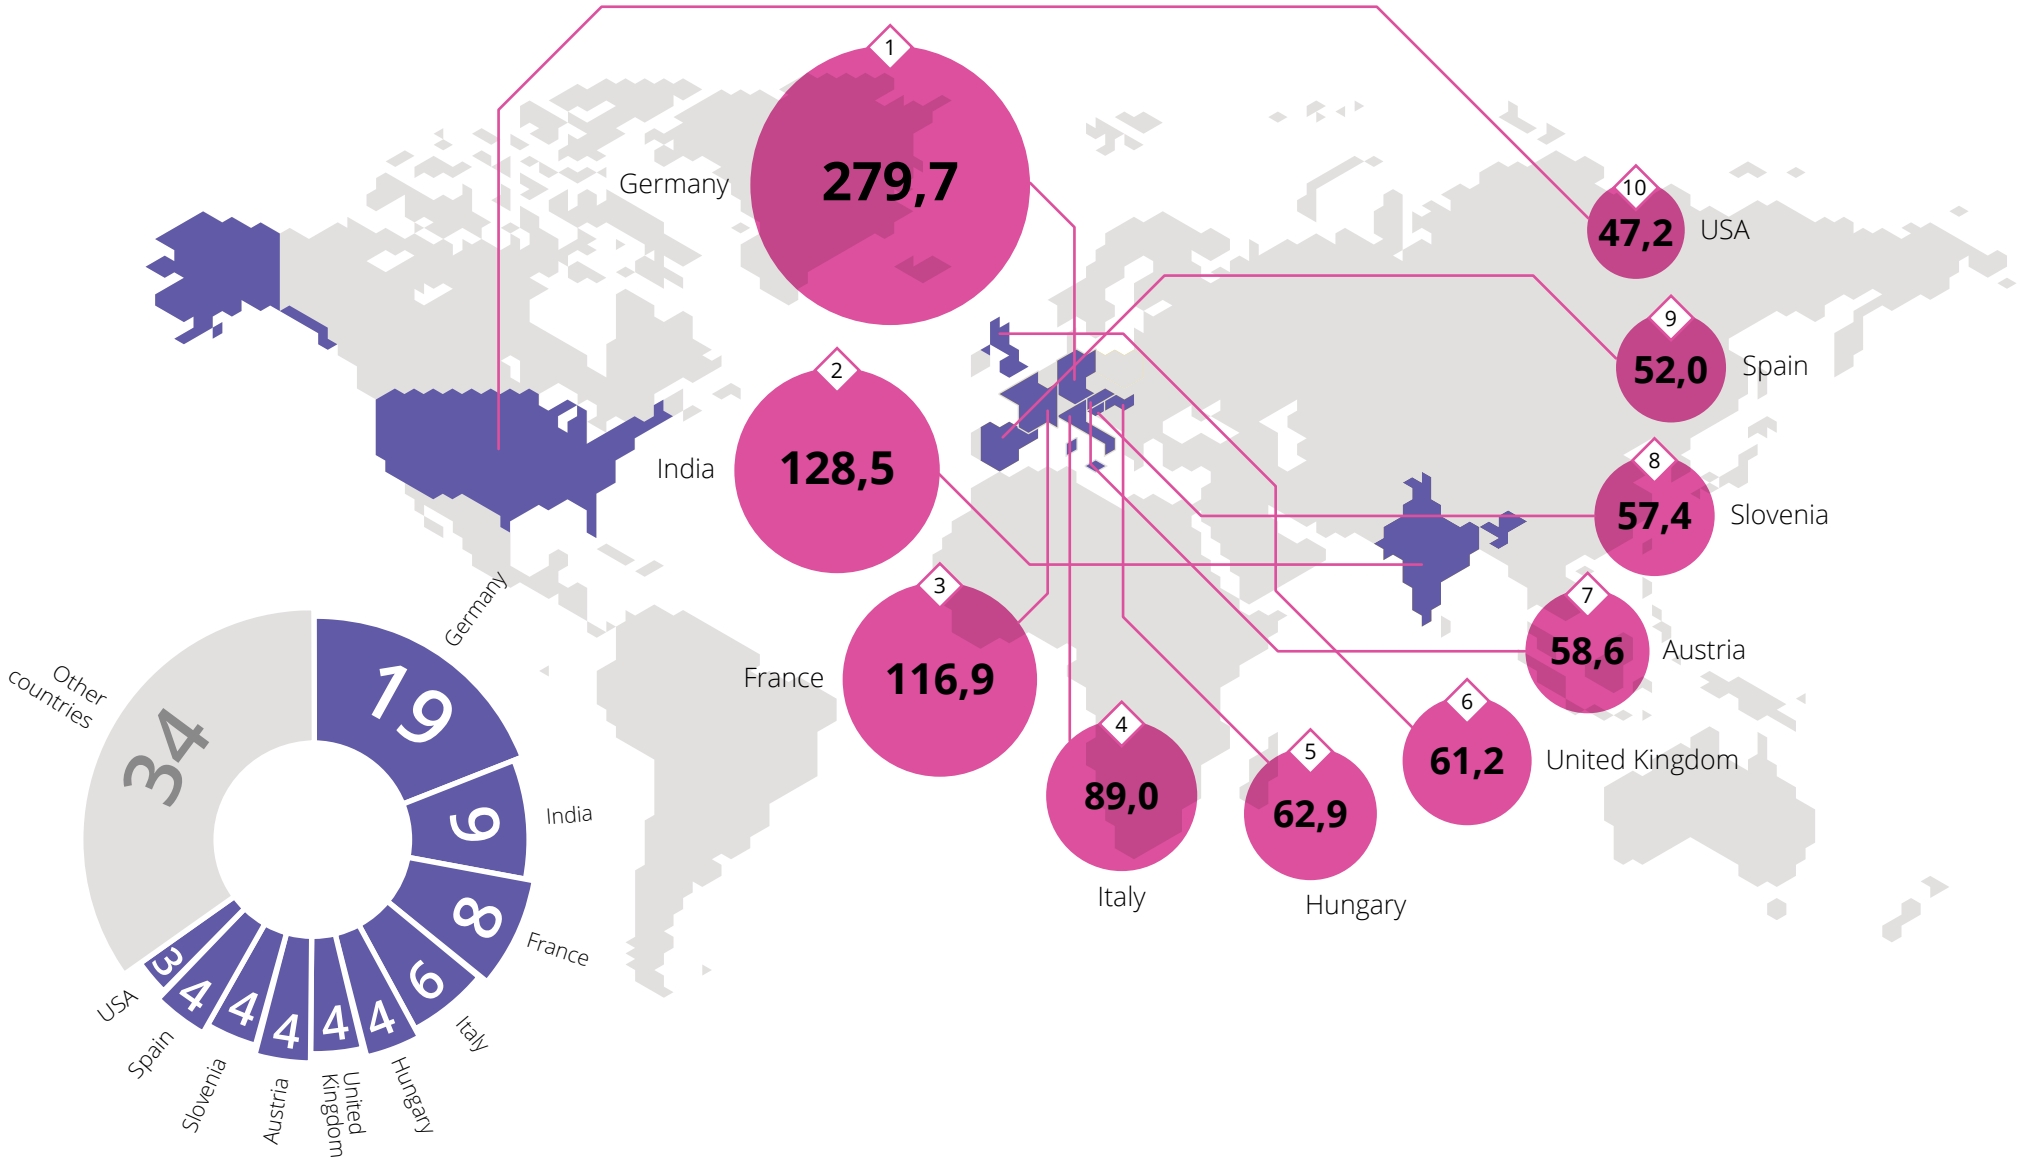 1
279,7
Germany
2
128,5
India
3
116,9
France
4
89,0
Italy
5
62,9
Hungary
6
61,2
United Kingdom
7
58,6
Austria
8
57,4
Slovenia
9
52,0
Spain
10
47,2
USA
Germany
19
India
9
France
8
Italy
6
Hungary
4
United
Kingdom
4
Austria
4
Slovenia
4
Spain
4
USA
3
Other
countries
34